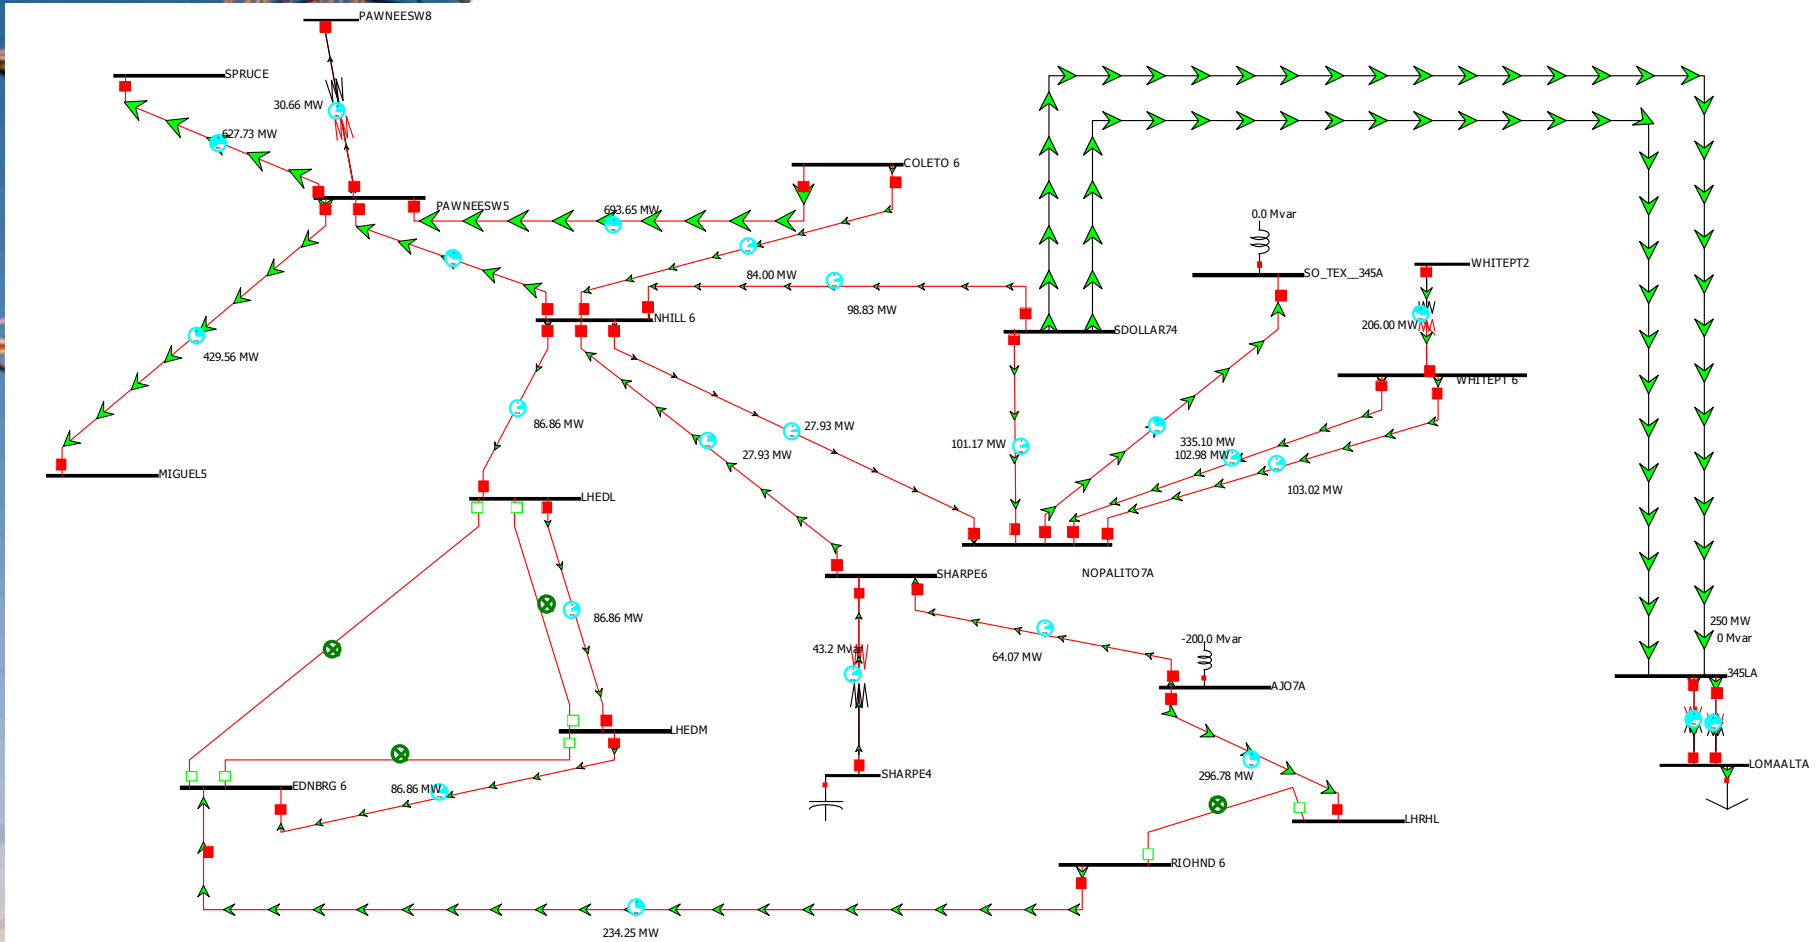 PAWNEESW8
SPRUCE
30.66 MW
627.73 MW
COLETO 6
PAWNEESW5
693.65 MW
0.0 Mvar
84.00 MW
SO_TEX__345A
WHITEPT2
98.83 MW
NHILL 6
SDOLLAR74
206.00 MW
429.56 MW
WHITEPT 6
86.86 MW
27.93 MW
27.93 MW
101.17 MW
335.10 MW
102.98 MW
103.02 MW
MIGUEL5
LHEDL
SHARPE6
NOPALITO7A
86.86 MW
250 MW
0 Mvar
43.2 Mvar
64.07 MW
-200.0 Mvar
345LA
AJO7A
LHEDM
LOMAALTA
SHARPE4
296.78 MW
EDNBRG 6
86.86 MW
LHRHL
RIOHND 6
234.25 MW